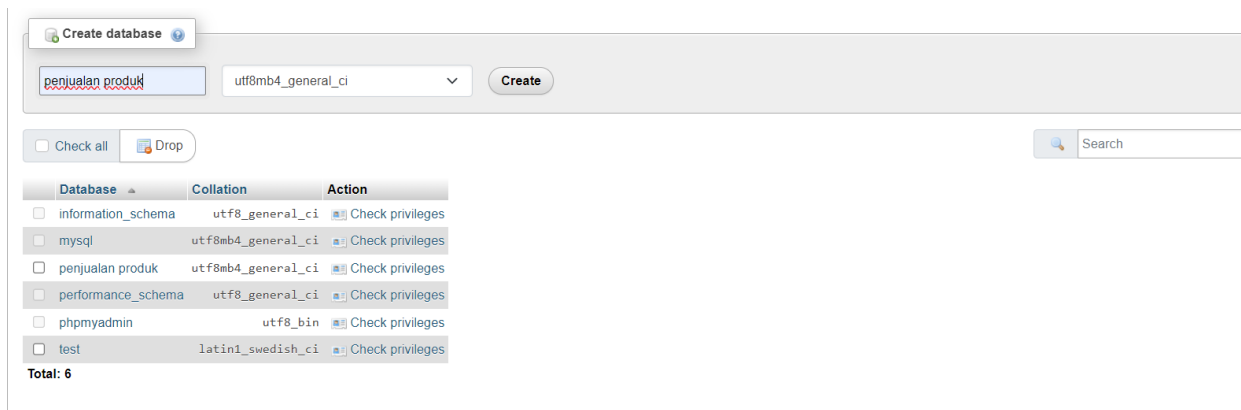 Create database
penjualan produk utf8mb4_general_ci Create
Check all Drop Search
Database Collation Action
information_schema utf8_general_ci Check privileges
mysql utf8mb4_general_ci Check privileges
penjualan produk utf8mb4_general_ci Check privileges
performance_schema utf8_general_ci Check privileges
phpmyadmin utf8_bin Check privileges
test latin1_swedish_ci Check privileges
Total: 6